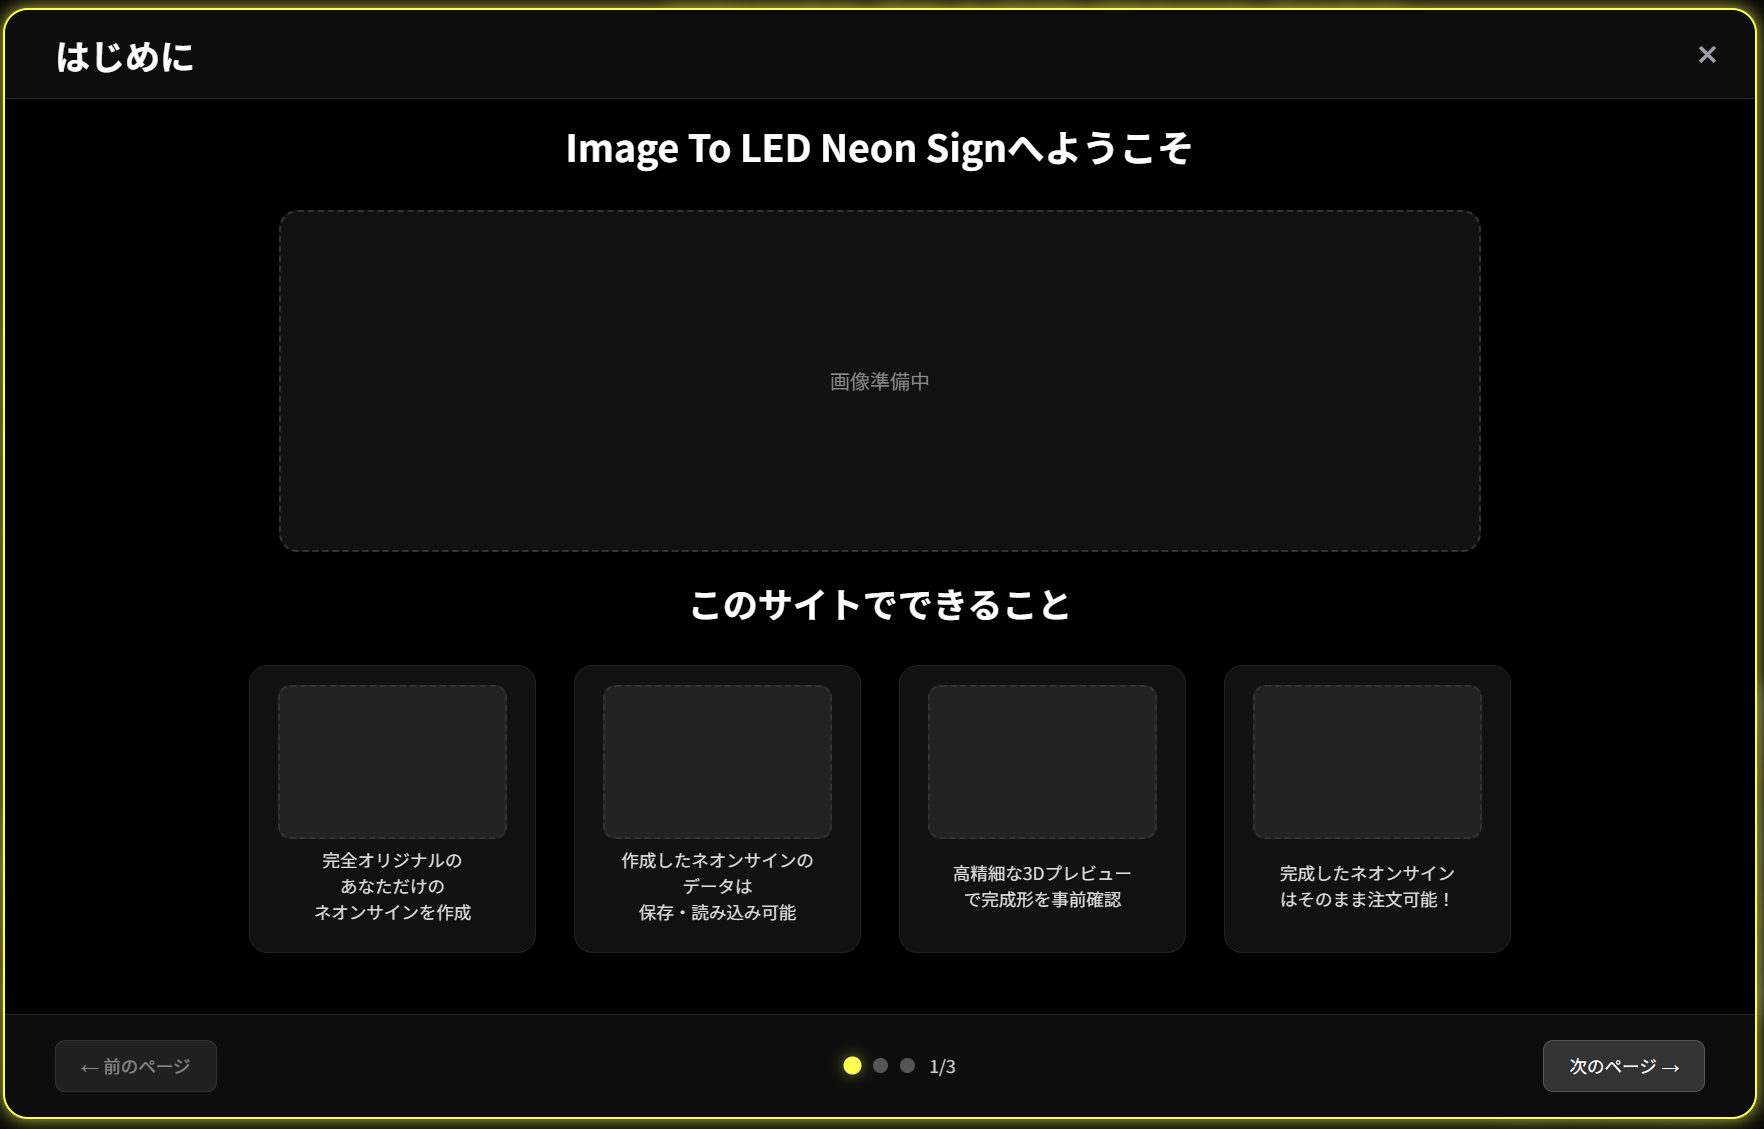 はじめに
×
Image To LED Neon Signへようこそ
画像準備中
このサイトでできること
完全オリジナルの
あなただけの
ネオンサインを作成
作成したネオンサインの
データは
保存・読み込み可能
高精細な3Dプレビュー
で完成形を事前確認
完成したネオンサイン
はそのまま注文可能！
← 前のページ
1/3
次のページ →